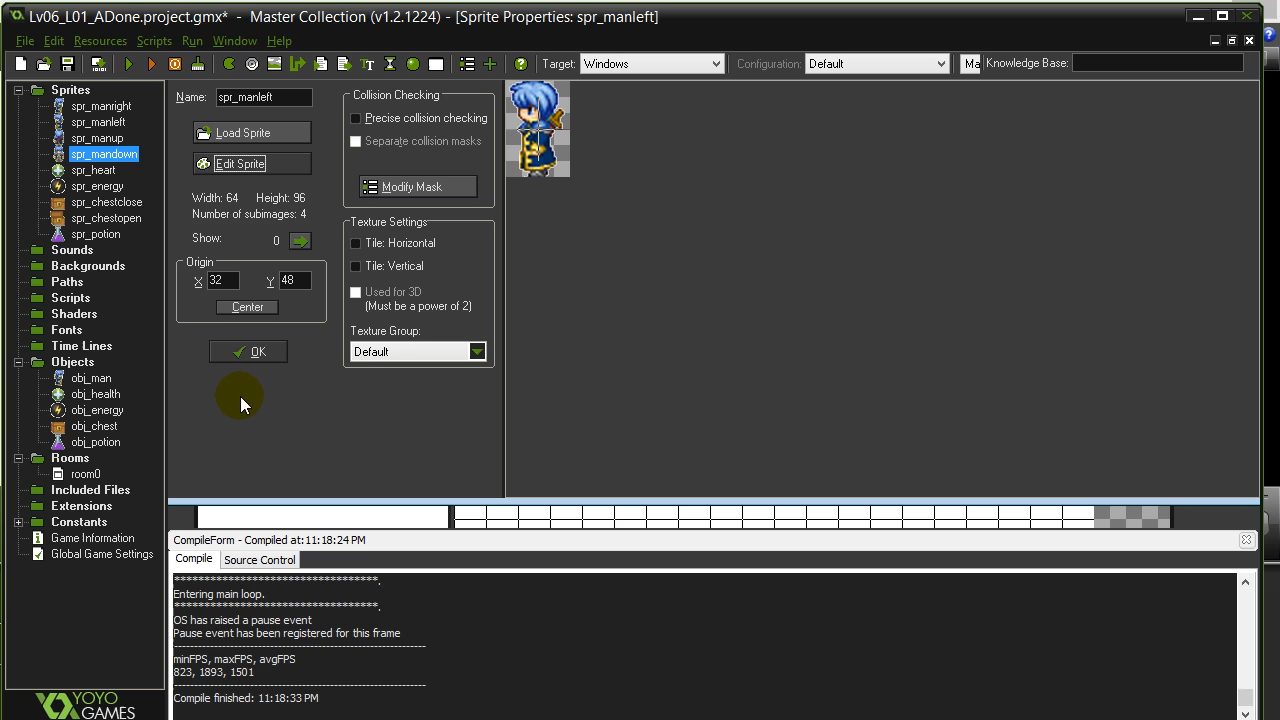 Lv06_L01_ADone.project.gmx* - Master Collection (v1.2.1224) - [Sprite Properties: spr_manleft]
File Edit Resources Scripts Run Window Help
Target: Windows Configuration: Default Ma Knowledge Base:
Sprites
spr_manright
spr_manleft
spr_manup
spr_mandown
spr_heart
spr_energy
spr_chestclose
spr_chestopen
spr_potion
Sounds
Backgrounds
Paths
Scripts
Shaders
Fonts
Time Lines
Objects
obj_man
obj_health
obj_energy
obj_chest
obj_potion
Rooms
room0
Included Files
Extensions
Constants
Game Information
Global Game Settings
YOYO
GAMES
Name: spr_manleft
Load Sprite
Edit Sprite
Width: 64 Height: 96
Number of subimages: 4
Show: 0
Origin
X 32 Y 48
Center
OK
Collision Checking
Precise collision checking
Separate collision masks
Modify Mask
Texture Settings
Tile: Horizontal
Tile: Vertical
Used for 3D
(Must be a power of 2)
Texture Group:
Default
CompileForm - Compiled at:11:18:24 PM
Compile Source Control
**********************************.
Entering main loop.
**********************************.
OS has raised a pause event
Pause event has been registered for this frame
---------------------------------------------------------------
minFPS, maxFPS, avgFPS
823, 1893, 1501
---------------------------------------------------------------
Compile finished: 11:18:33 PM